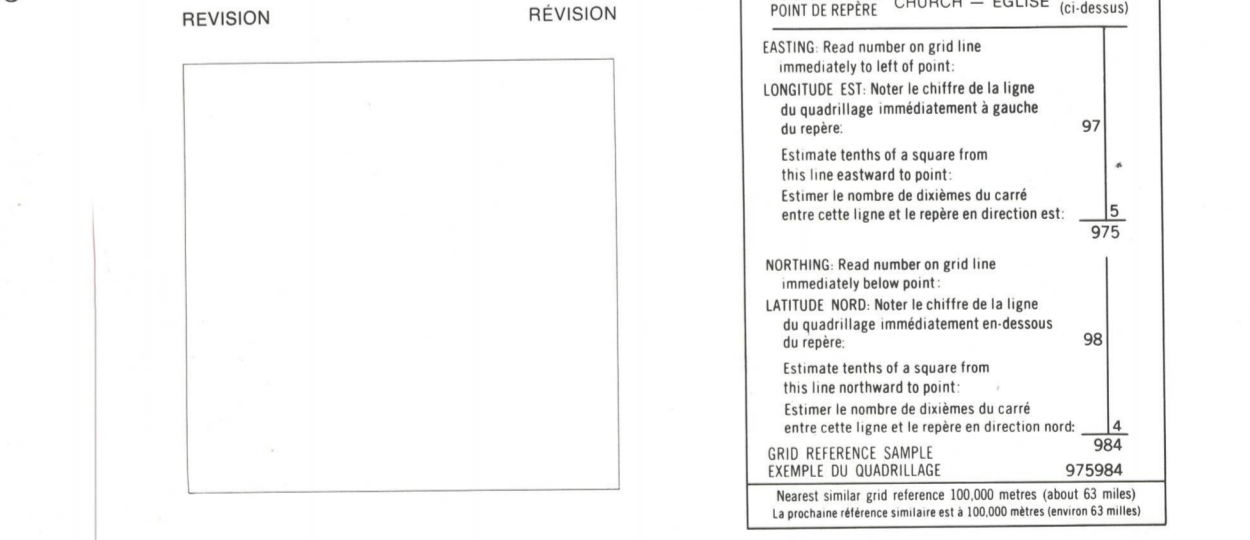 REVISION RÉVISION
POINT DE REPÈRE CHURCH — ÉGLISE (ci-dessus)
EASTING: Read number on grid line
immediately to left of point:
LONGITUDE EST: Noter le chiffre de la ligne
du quadrillage immédiatement à gauche
du repère: 97
Estimate tenths of a square from
this line eastward to point:
Estimer le nombre de dixièmes du carré
entre cette ligne et le repère en direction est: 5
975
NORTHING: Read number on grid line
immediately below point:
LATITUDE NORD: Noter le chiffre de la ligne
du quadrillage immédiatement en-dessous
du repère: 98
Estimate tenths of a square from
this line northward to point:
Estimer le nombre de dixièmes du carré
entre cette ligne et le repère en direction nord: 4
984
GRID REFERENCE SAMPLE
EXEMPLE DU QUADRILLAGE 975984
Nearest similar grid reference 100,000 metres (about 63 miles)
La prochaine référence similaire est à 100,000 mètres (environ 63 milles)